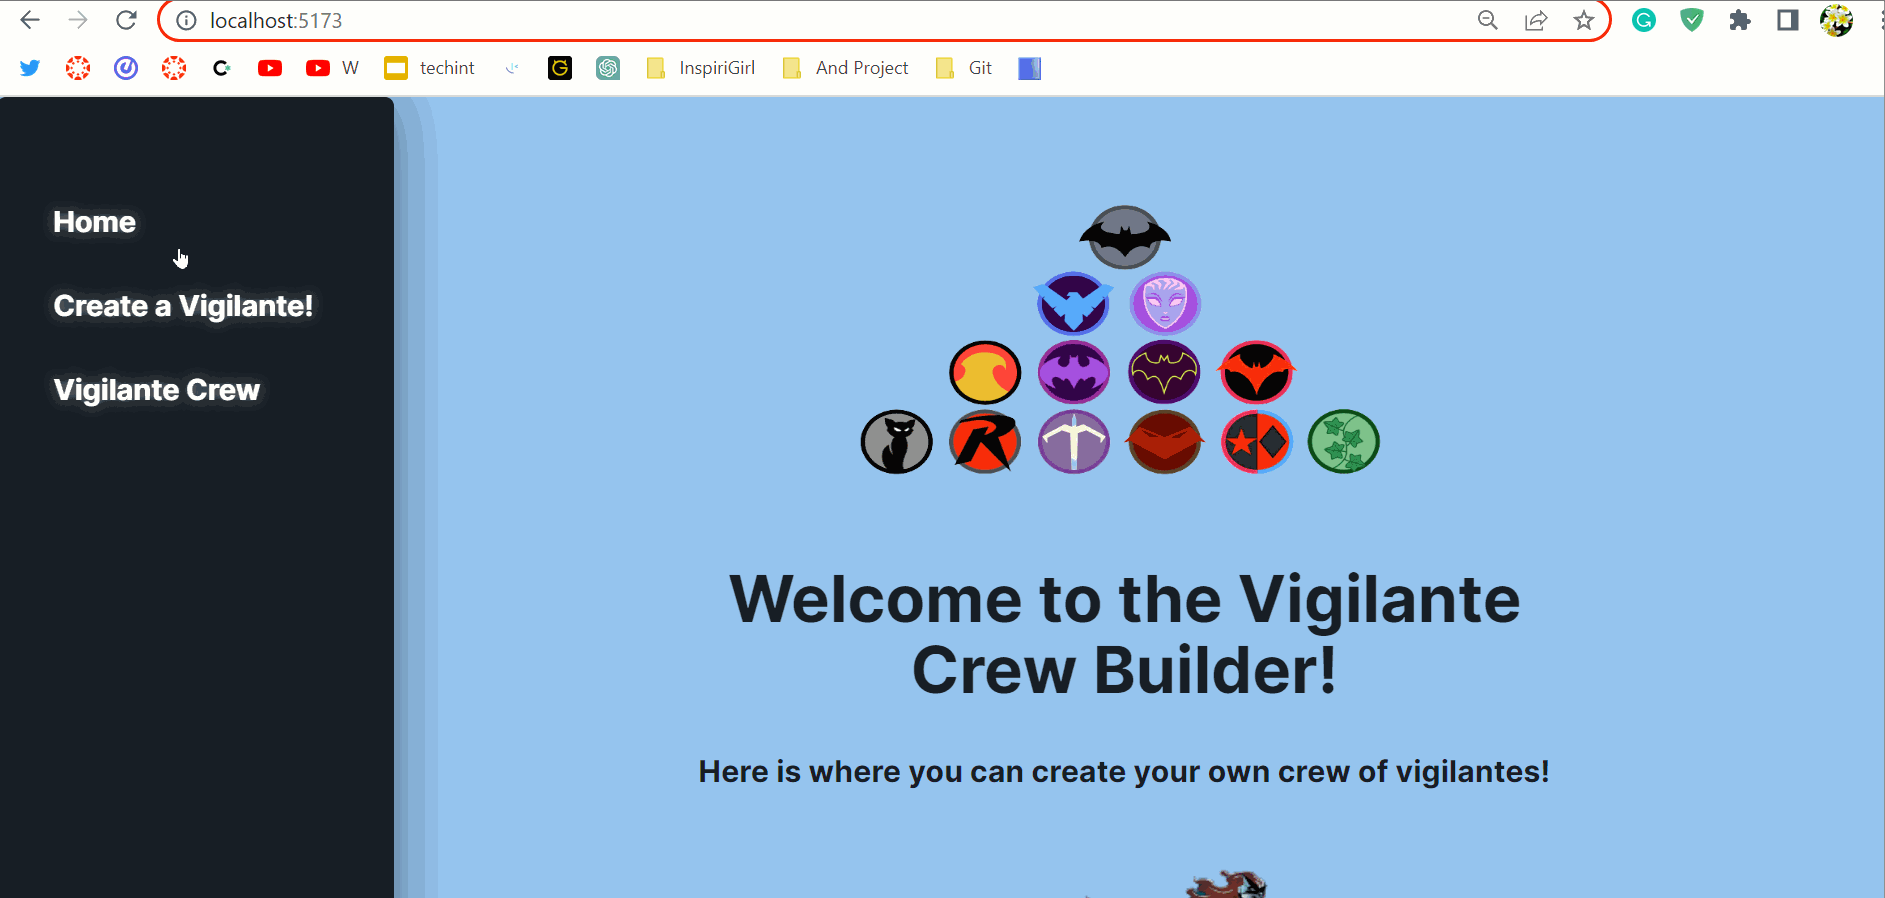 localhost:5173
W techint InspiriGirl And Project Git
Home
Create a Vigilante!
Vigilante Crew
Welcome to the Vigilante
Crew Builder!
Here is where you can create your own crew of vigilantes!